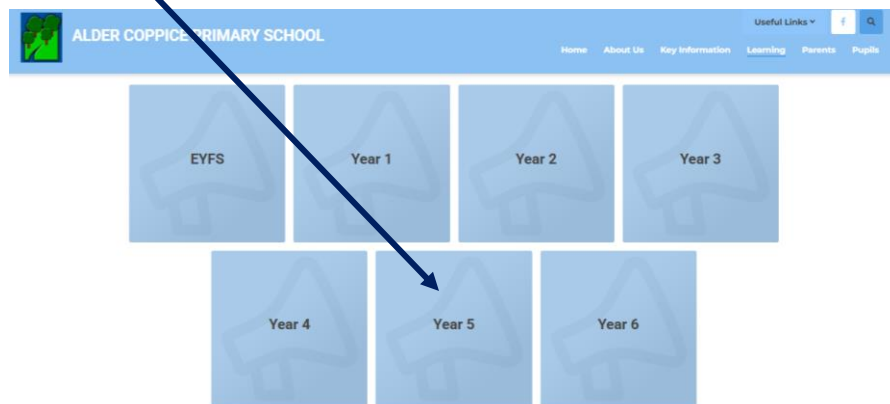 Useful Links
ALDER COPPICE PRIMARY SCHOOL
Home About Us Key Information Learning Parents Pupils
EYFS Year 1 Year 2 Year 3
Year 4 Year 5 Year 6